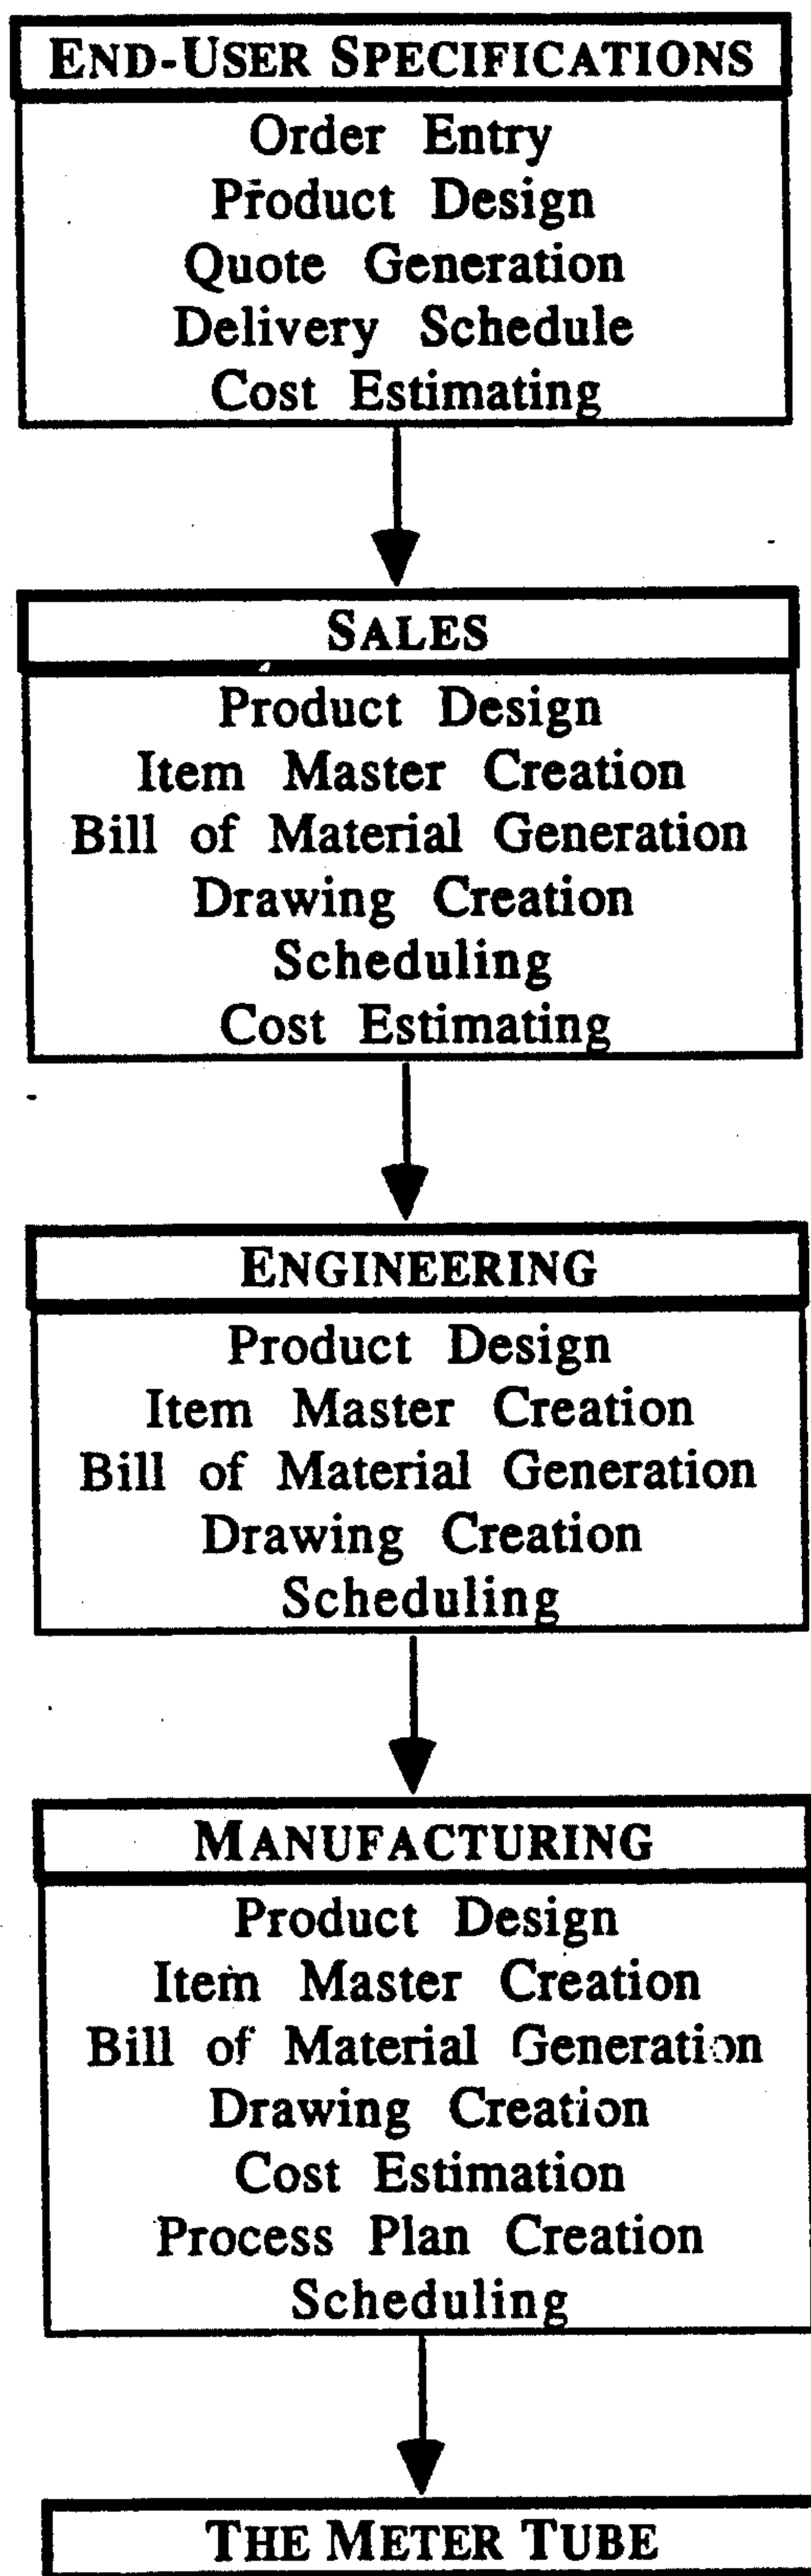 END-USER SPECIFICATIONS
Order Entry
Product Design
Quote Generation
Delivery Schedule
Cost Estimating
SALES
Product Design
Item Master Creation
Bill of Material Generation
Drawing Creation
Scheduling
Cost Estimating
ENGINEERING
Product Design
Item Master Creation
Bill of Material Generation
Drawing Creation
Scheduling
MANUFACTURING
Product Design
Item Master Creation
Bill of Material Generation
Drawing Creation
Cost Estimation
Process Plan Creation
Scheduling
THE METER TUBE